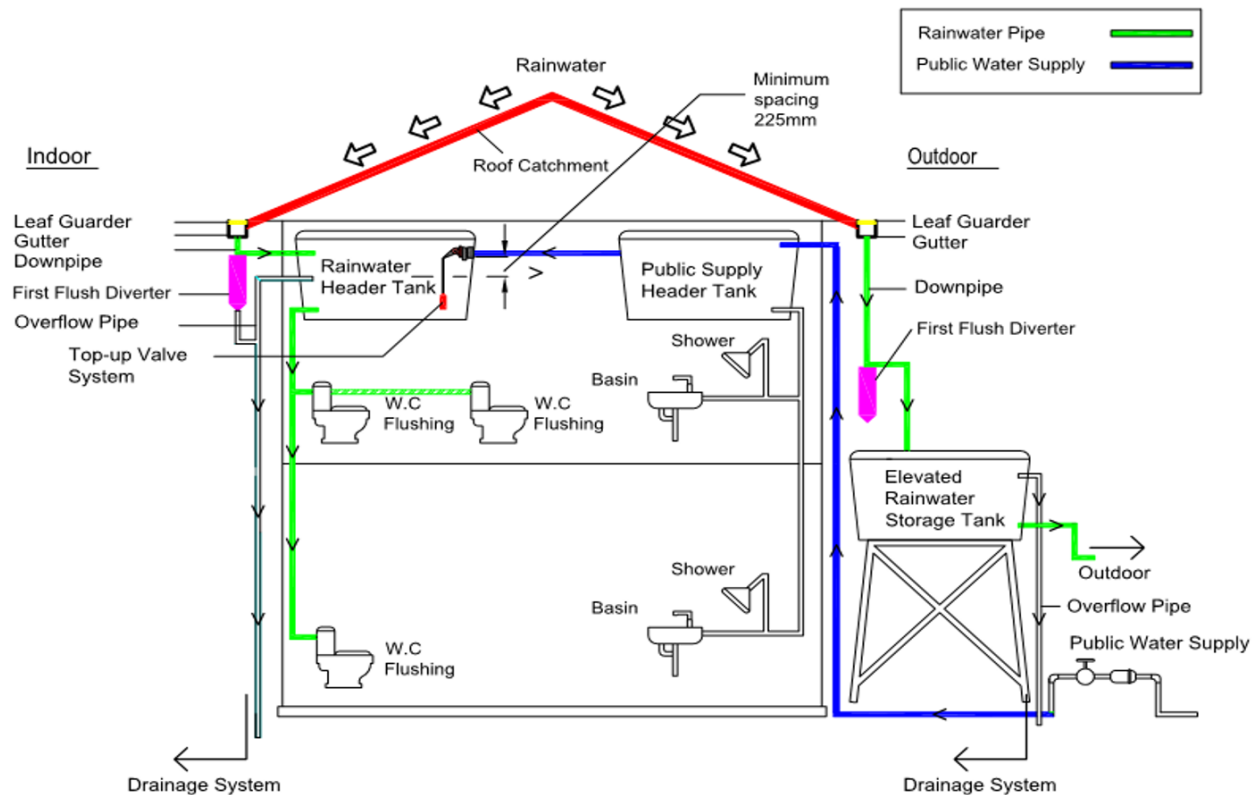 Rainwater Pipe
Public Water Supply
Rainwater
Minimum
spacing
225mm
Indoor
Roof Catchment
Outdoor
Leaf Guarder
Gutter
Downpipe
First Flush Diverter
Overflow Pipe
Top-up Valve
System
Rainwater
Header Tank
Public Supply
Header Tank
Leaf Guarder
Gutter
Downpipe
First Flush Diverter
Shower
Basin
W.C
Flushing
W.C
Flushing
Elevated
Rainwater
Storage Tank
Outdoor
Overflow Pipe
Public Water Supply
Shower
Basin
W.C
Flushing
Drainage System
Drainage System